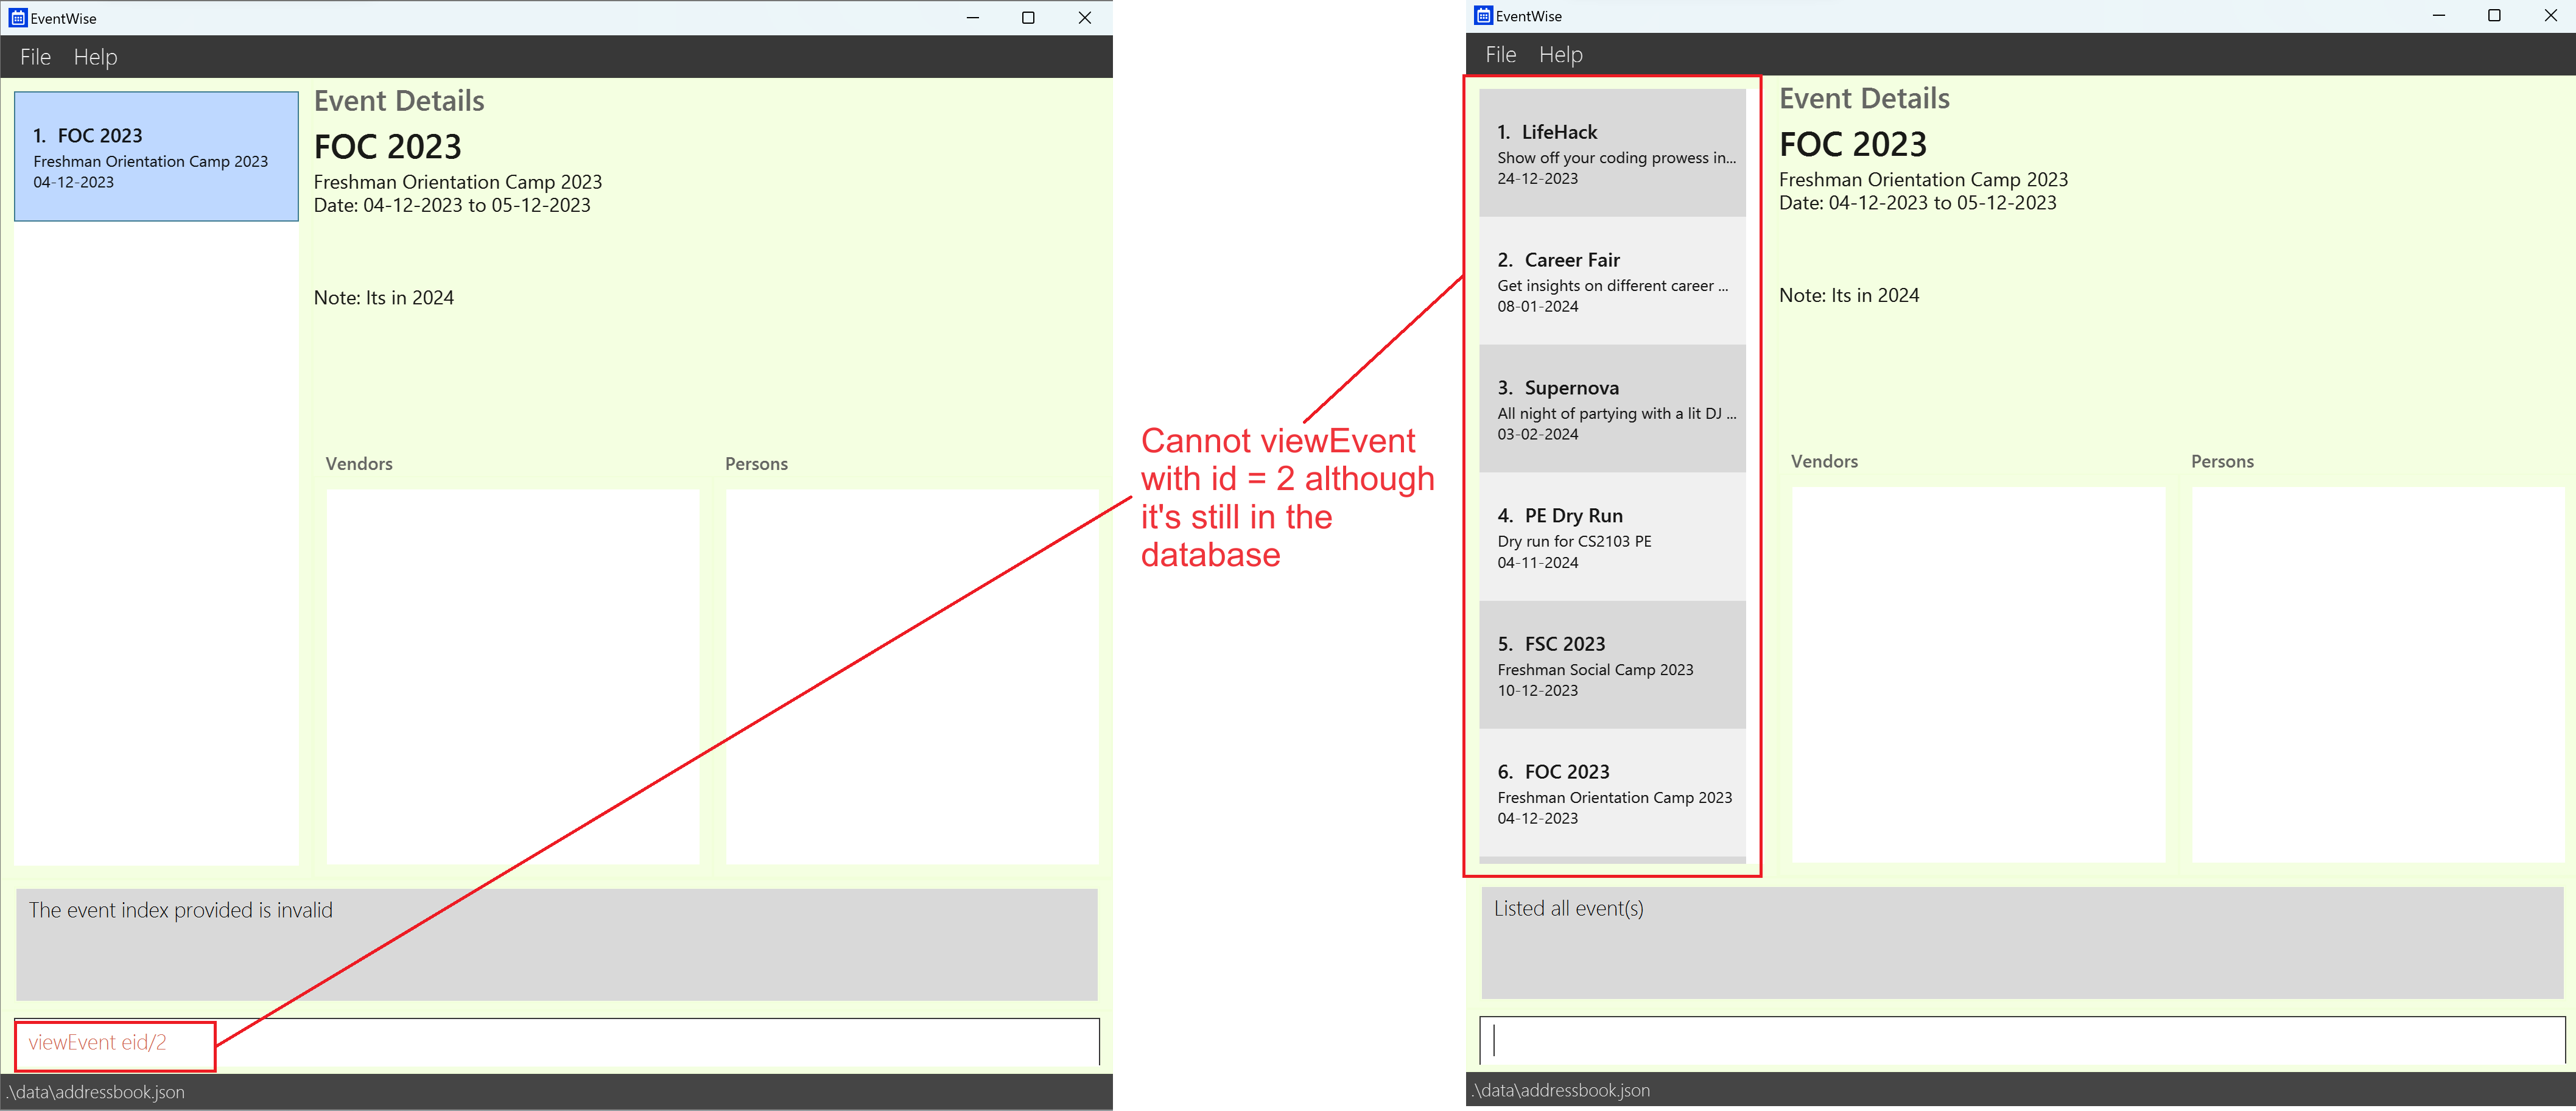 EventWise
File Help
1. FOC 2023
Freshman Orientation Camp 2023
04-12-2023
Event Details
FOC 2023
Freshman Orientation Camp 2023
Date: 04-12-2023 to 05-12-2023
Note: Its in 2024
Vendors
Persons
The event index provided is invalid
viewEvent eid/2
.\data\addressbook.json
Cannot viewEvent
with id = 2 although
it's still in the
database
EventWise
File Help
1. LifeHack
Show off your coding prowess in...
24-12-2023
2. Career Fair
Get insights on different career ...
08-01-2024
3. Supernova
All night of partying with a lit DJ ...
03-02-2024
4. PE Dry Run
Dry run for CS2103 PE
04-11-2024
5. FSC 2023
Freshman Social Camp 2023
10-12-2023
6. FOC 2023
Freshman Orientation Camp 2023
04-12-2023
Event Details
FOC 2023
Freshman Orientation Camp 2023
Date: 04-12-2023 to 05-12-2023
Note: Its in 2024
Vendors
Persons
Listed all event(s)
.\data\addressbook.json